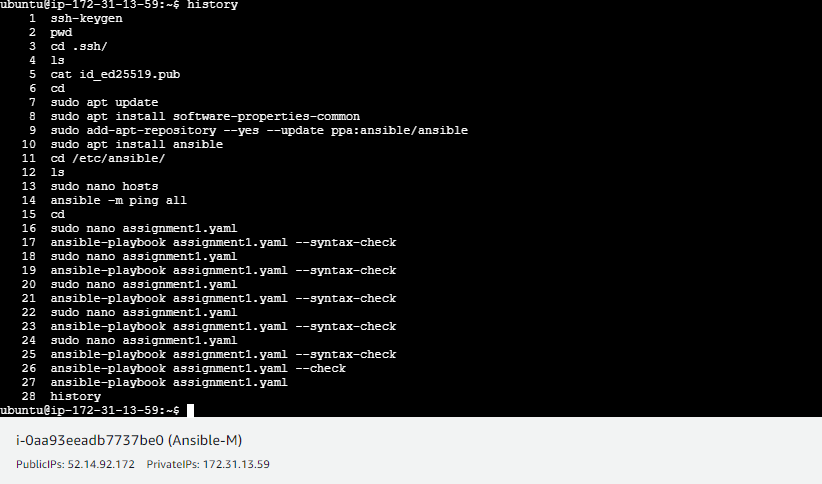 ubuntu@ip-172-31-13-59:~$ history
1 ssh-keygen
2 pwd
3 cd .ssh/
4 ls
5 cat id_ed25519.pub
6 cd
7 sudo apt update
8 sudo apt install software-properties-common
9 sudo add-apt-repository --yes --update ppa:ansible/ansible
10 sudo apt install ansible
11 cd /etc/ansible/
12 ls
13 sudo nano hosts
14 ansible -m ping all
15 cd
16 sudo nano assignment1.yaml
17 ansible-playbook assignment1.yaml --syntax-check
18 sudo nano assignment1.yaml
19 ansible-playbook assignment1.yaml --syntax-check
20 sudo nano assignment1.yaml
21 ansible-playbook assignment1.yaml --syntax-check
22 sudo nano assignment1.yaml
23 ansible-playbook assignment1.yaml --syntax-check
24 sudo nano assignment1.yaml
25 ansible-playbook assignment1.yaml --syntax-check
26 ansible-playbook assignment1.yaml --check
27 ansible-playbook assignment1.yaml
28 history
ubuntu@ip-172-31-13-59:~$
i-0aa93eeadb7737be0 (Ansible-M)
PublicIPs: 52.14.92.172 PrivateIPs: 172.31.13.59